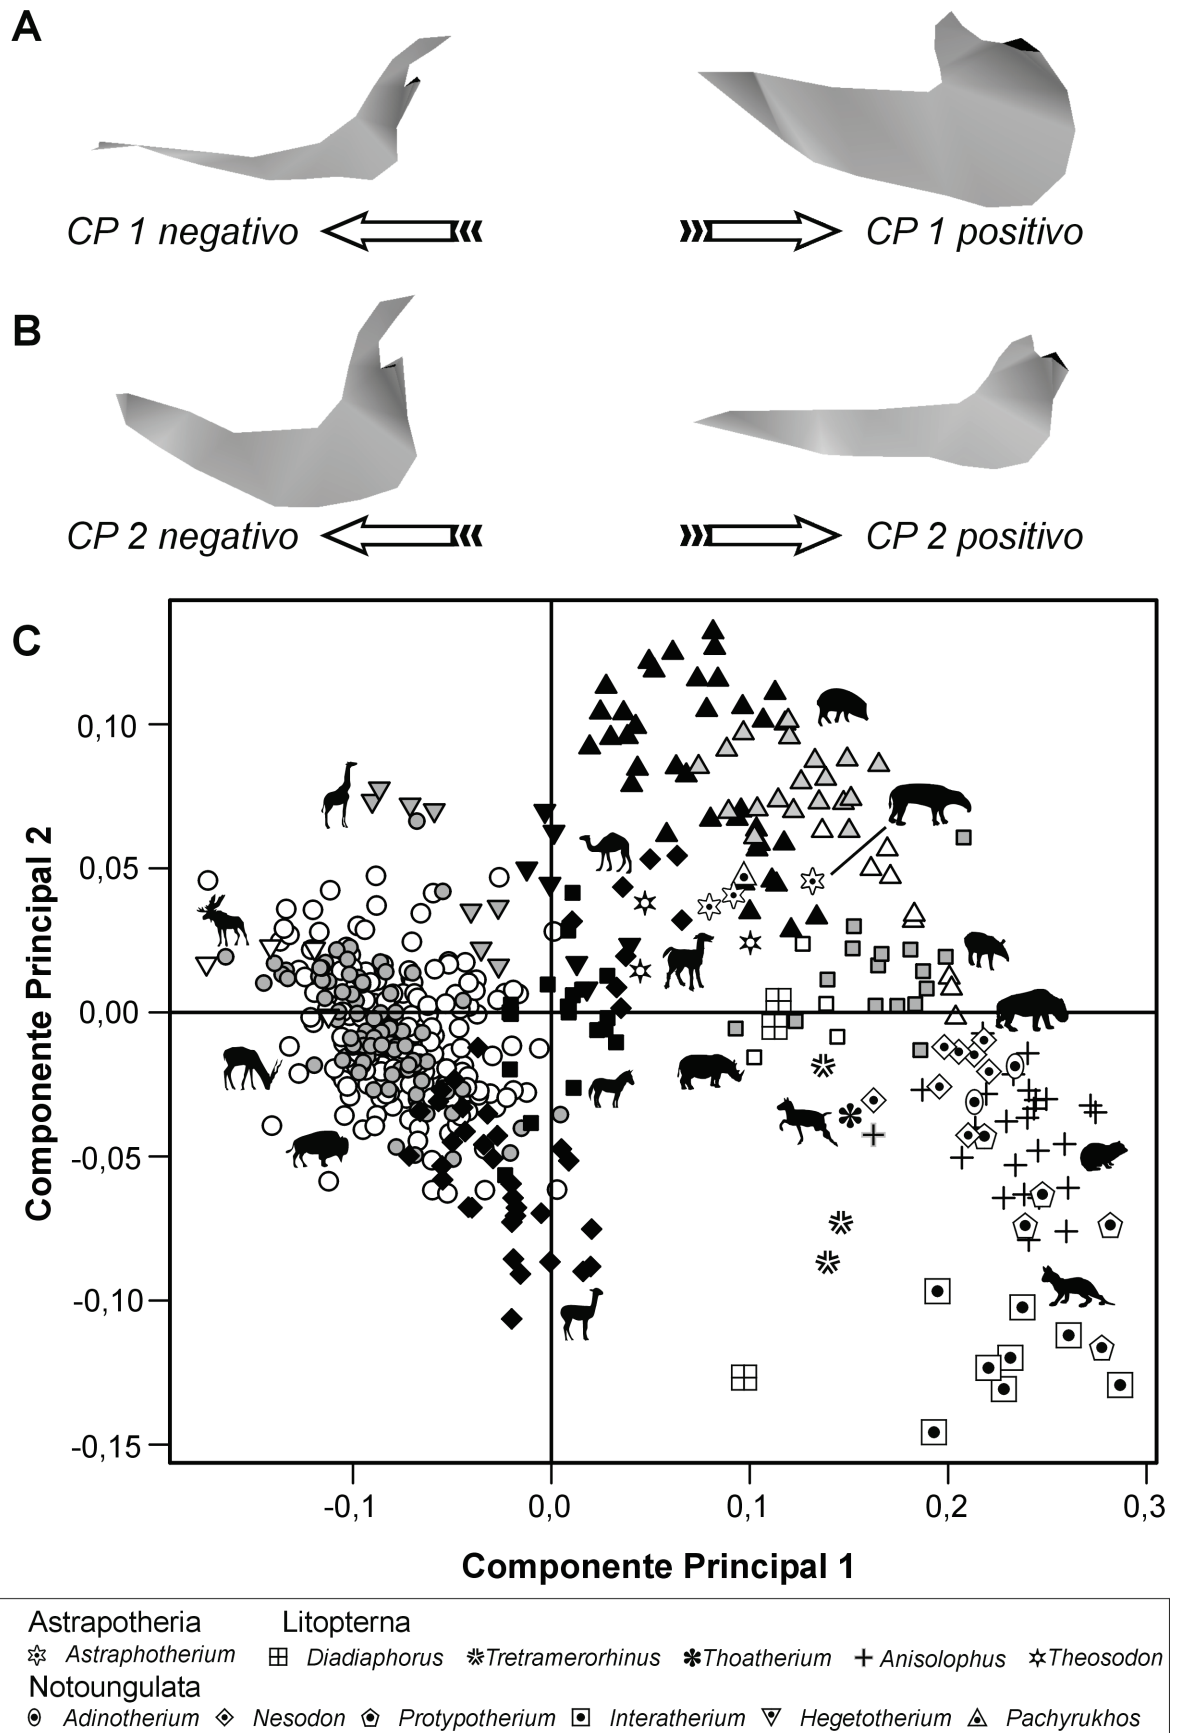 A
CP 1 negativo
CP 1 positivo
B
CP 2 negativo
CP 2 positivo
C
Componente Principal 2
0,10
0,05
0,00
-0,05
-0,10
-0,15
-0,1
0,0
0,1
0,2
0,3
Componente Principal 1
Astrapotheria
Litopterna
Astraphotherium
Diadiaphorus
Tretramerorhinus
Thoatherium
Anisolophus
Theosodon
Notoungulata
Adinotherium
Nesodon
Protypotherium
Interatherium
Hegetotherium
Pachyrukhos